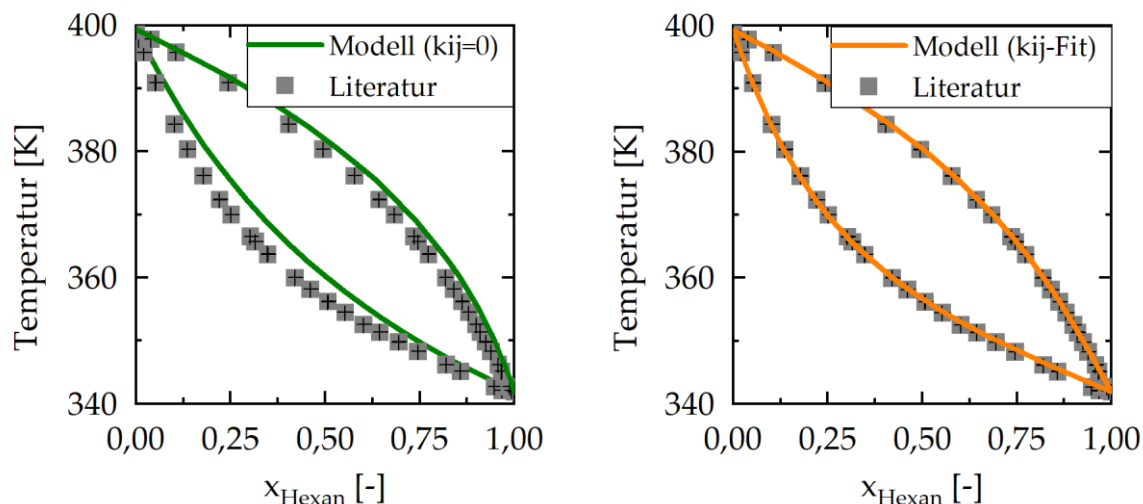 400
380
360
340
Temperatur [K]
Modell (kij=0)
Literatur
0,00 0,25 0,50 0,75 1,00
x_Hexan [-]
400
380
360
340
Temperatur [K]
Modell (kij-Fit)
Literatur
0,00 0,25 0,50 0,75 1,00
x_Hexan [-]